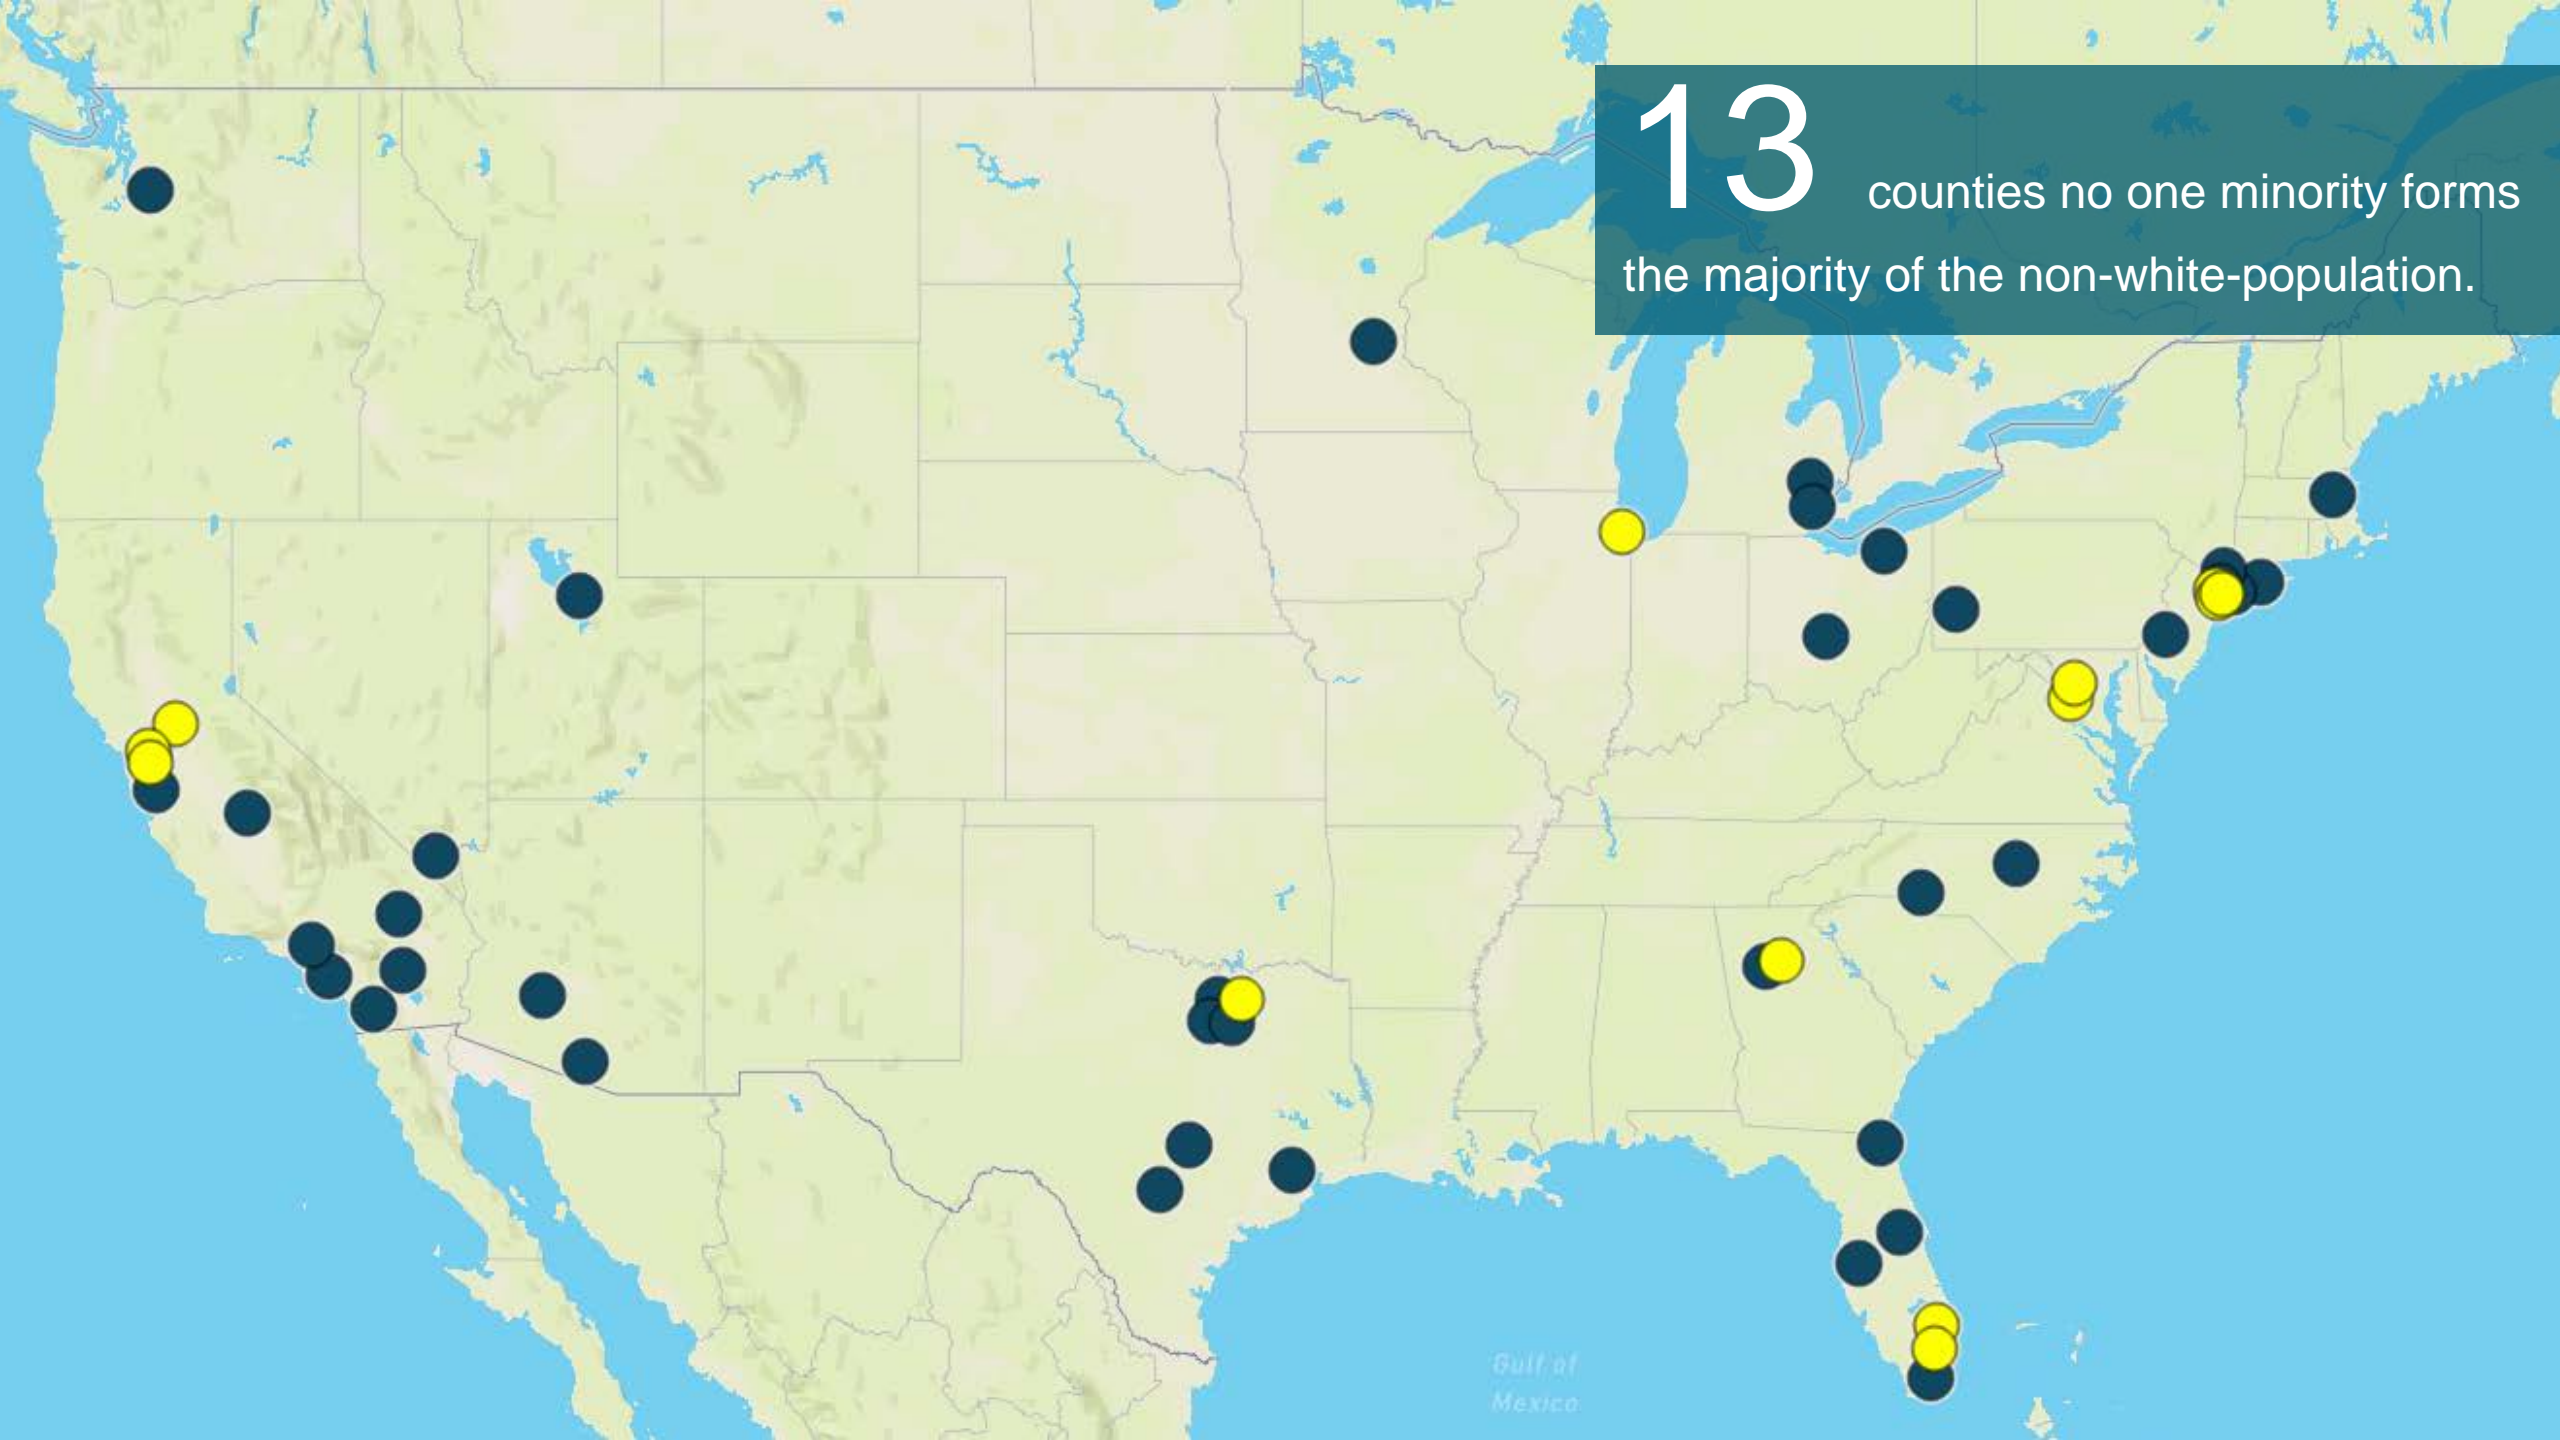 13 counties no one minority forms
the majority of the non-white-population.
Gulf of
Mexico